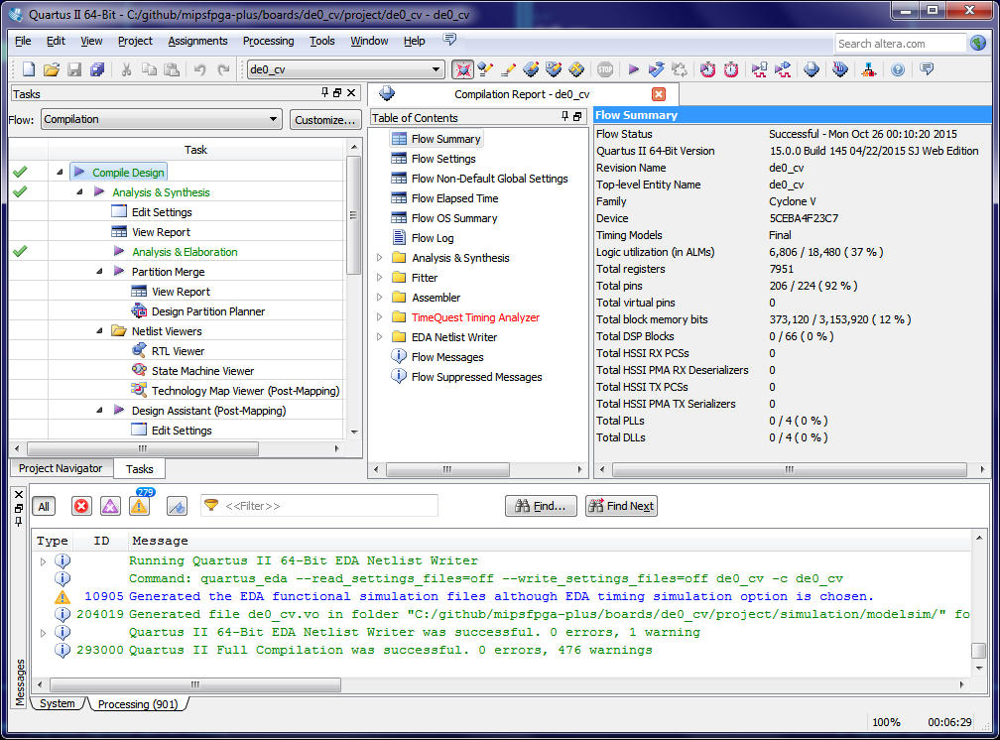 Quartus II 64-Bit - C:/github/mipsfpga-plus/boards/de0_cv/project/de0_cv - de0_cv
File Edit View Project Assignments Processing Tools Window Help
Search altera.com
de0_cv
STOP
Tasks
Flow: Compilation Customize...
Task
Compile Design
Analysis & Synthesis
Edit Settings
View Report
Analysis & Elaboration
Partition Merge
View Report
Design Partition Planner
Netlist Viewers
RTL Viewer
State Machine Viewer
Technology Map Viewer (Post-Mapping)
Design Assistant (Post-Mapping)
Edit Settings
Project Navigator Tasks
Compilation Report - de0_cv
Table of Contents
Flow Summary
Flow Settings
Flow Non-Default Global Settings
Flow Elapsed Time
Flow OS Summary
Flow Log
Analysis & Synthesis
Fitter
Assembler
TimeQuest Timing Analyzer
EDA Netlist Writer
Flow Messages
Flow Suppressed Messages
Flow Summary
Flow Status Successful - Mon Oct 26 00:10:20 2015
Quartus II 64-Bit Version 15.0.0 Build 145 04/22/2015 SJ Web Edition
Revision Name de0_cv
Top-level Entity Name de0_cv
Family Cyclone V
Device 5CEBA4F23C7
Timing Models Final
Logic utilization (in ALMs) 6,806 / 18,480 ( 37 % )
Total registers 7951
Total pins 206 / 224 ( 92 % )
Total virtual pins 0
Total block memory bits 373,120 / 3,153,920 ( 12 % )
Total DSP Blocks 0 / 66 ( 0 % )
Total HSSI RX PCSs 0
Total HSSI PMA RX Deserializers 0
Total HSSI TX PCSs 0
Total HSSI PMA TX Serializers 0
Total PLLs 0 / 4 ( 0 % )
Total DLLs 0 / 4 ( 0 % )
279
All <<Filter>> Find... Find Next
Type ID Message
Running Quartus II 64-Bit EDA Netlist Writer
Command: quartus_eda --read_settings_files=off --write_settings_files=off de0_cv -c de0_cv
10905 Generated the EDA functional simulation files although EDA timing simulation option is chosen.
204019 Generated file de0_cv.vo in folder "C:/github/mipsfpga-plus/boards/de0_cv/project/simulation/modelsim/" fo
Quartus II 64-Bit EDA Netlist Writer was successful. 0 errors, 1 warning
293000 Quartus II Full Compilation was successful. 0 errors, 476 warnings
Messages
System Processing (901)
100% 00:06:29